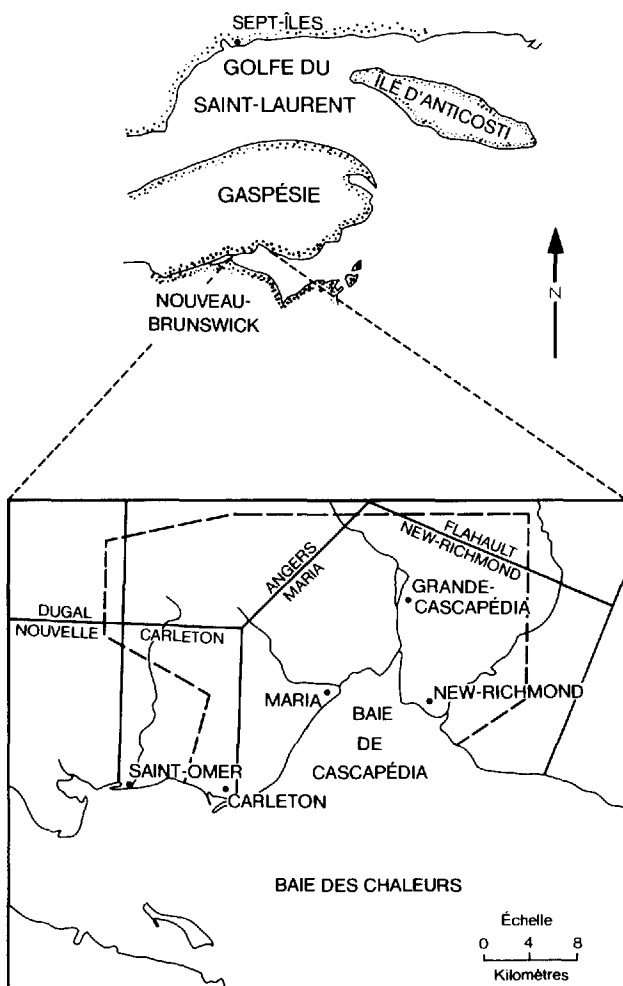 SEPT-ÎLES
GOLFE DU
SAINT-LAURENT
ÎLE D'ANTICOSTI
GASPÉSIE
N
NOUVEAU-
BRUNSWICK
FLAHAULT
NEW-RICHMOND
ANGERS
MARIA
GRANDE-
CASCAPÉDIA
DUGAL
NOUVELLE
CARLETON
MARIA
NEW-RICHMOND
BAIE
DE
CASCAPÉDIA
SAINT-OMER
CARLETON
BAIE DES CHALEURS
Échelle
0 4 8
Kilomètres